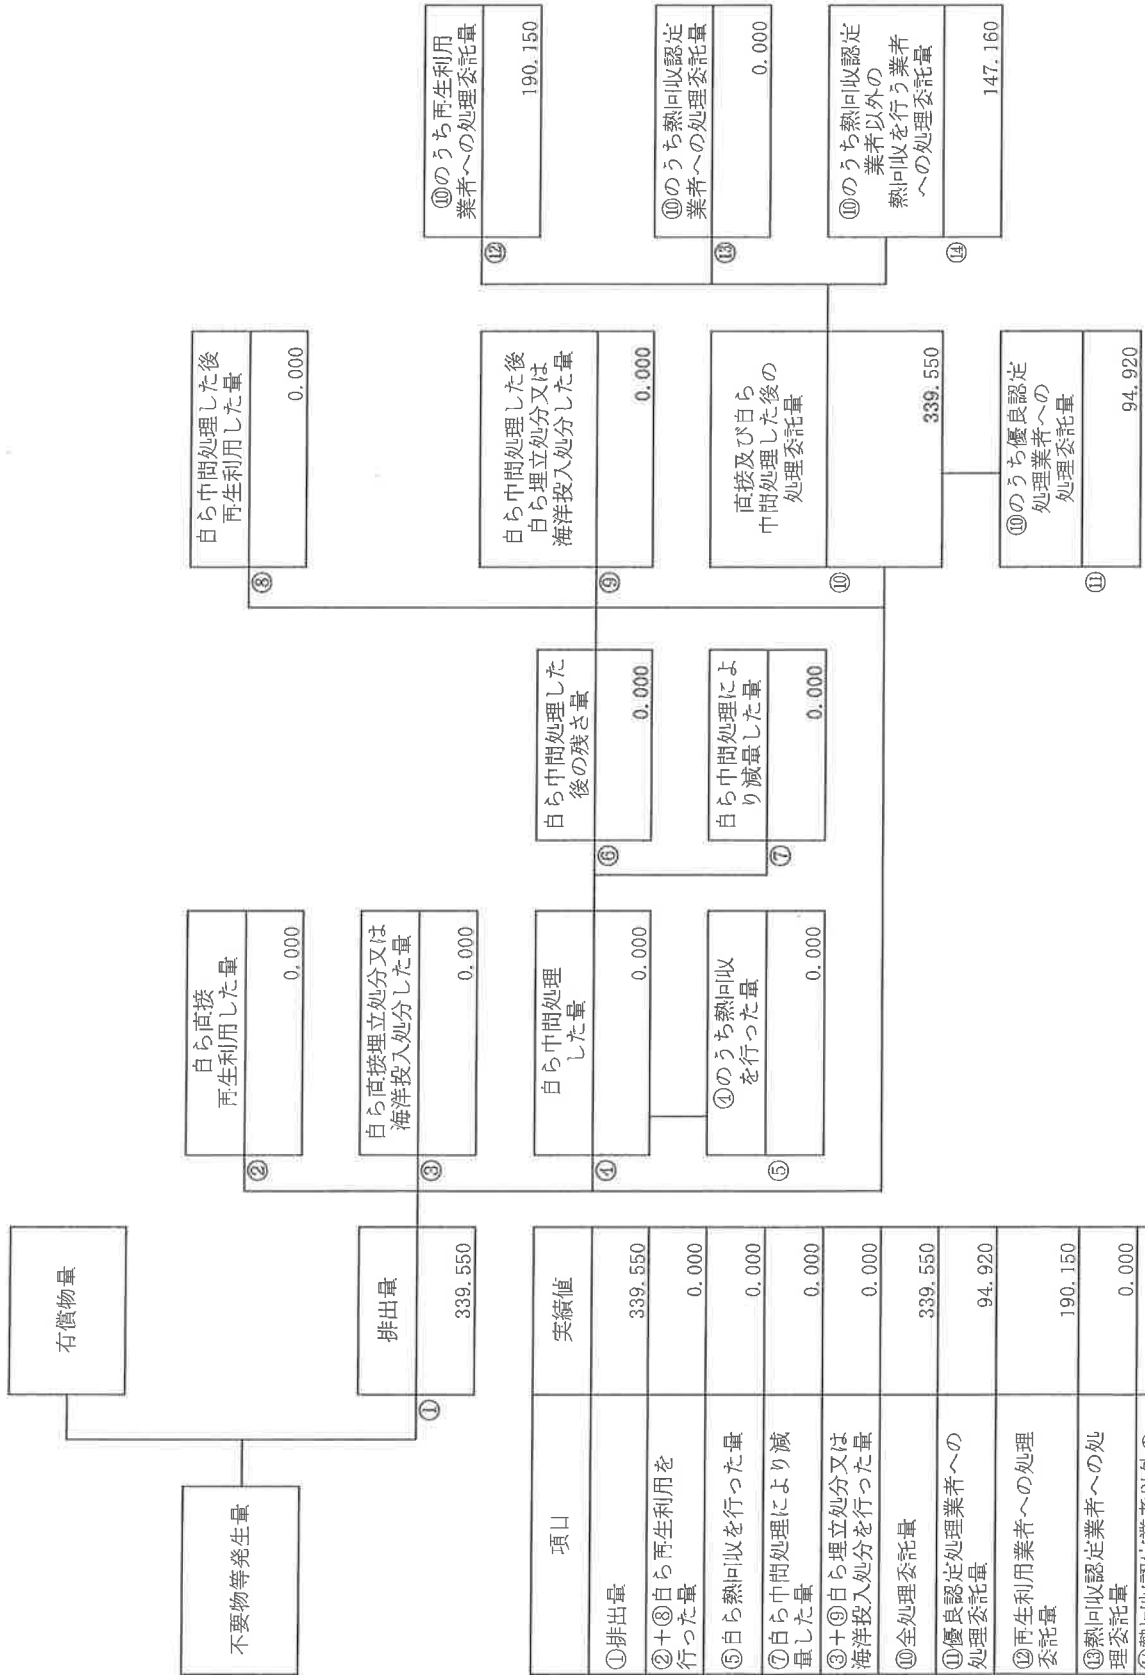 不要物等発生量
有償物量
①
排出量
339.550
②
自ら直接
再生利用した量
0.000
③
自ら直接埋立処分又は
海洋投入処分した量
0.000
④
自ら中間処理
した量
0.000
⑤
④のうち熱回収
を行った量
0.000
⑥
自ら中間処理した
後の残さ量
0.000
⑦
自ら中間処理によ
り減量した量
0.000
⑧
自ら中間処理した後
再生利用した量
0.000
⑨
自ら中間処理した後
自ら埋立処分又は
海洋投入処分した量
0.000
⑩
直接及び自ら
中間処理した後の
処理委託量
339.550
⑪
⑩のうち優良認定
処理業者への
処理委託量
94.920
⑫
⑩のうち再生利用
業者への処理委託量
190.150
⑬
⑩のうち熱回収認定
業者への処理委託量
0.000
⑭
⑩のうち熱回収認定
業者以外の
熱回収を行う業者
への処理委託量
147.160
項目
実績値
①排出量
339.550
②+⑧自ら再生利用を
行った量
0.000
⑤自ら熱回収を行った量
0.000
⑦自ら中間処理により減
量した量
0.000
③+⑨自ら埋立処分又は
海洋投入処分を行った量
0.000
⑩全処理委託量
339.550
⑪優良認定処理業者への
処理委託量
94.920
⑫再生利用業者への処理
委託量
190.150
⑬熱回収認定業者への処
理委託量
0.000